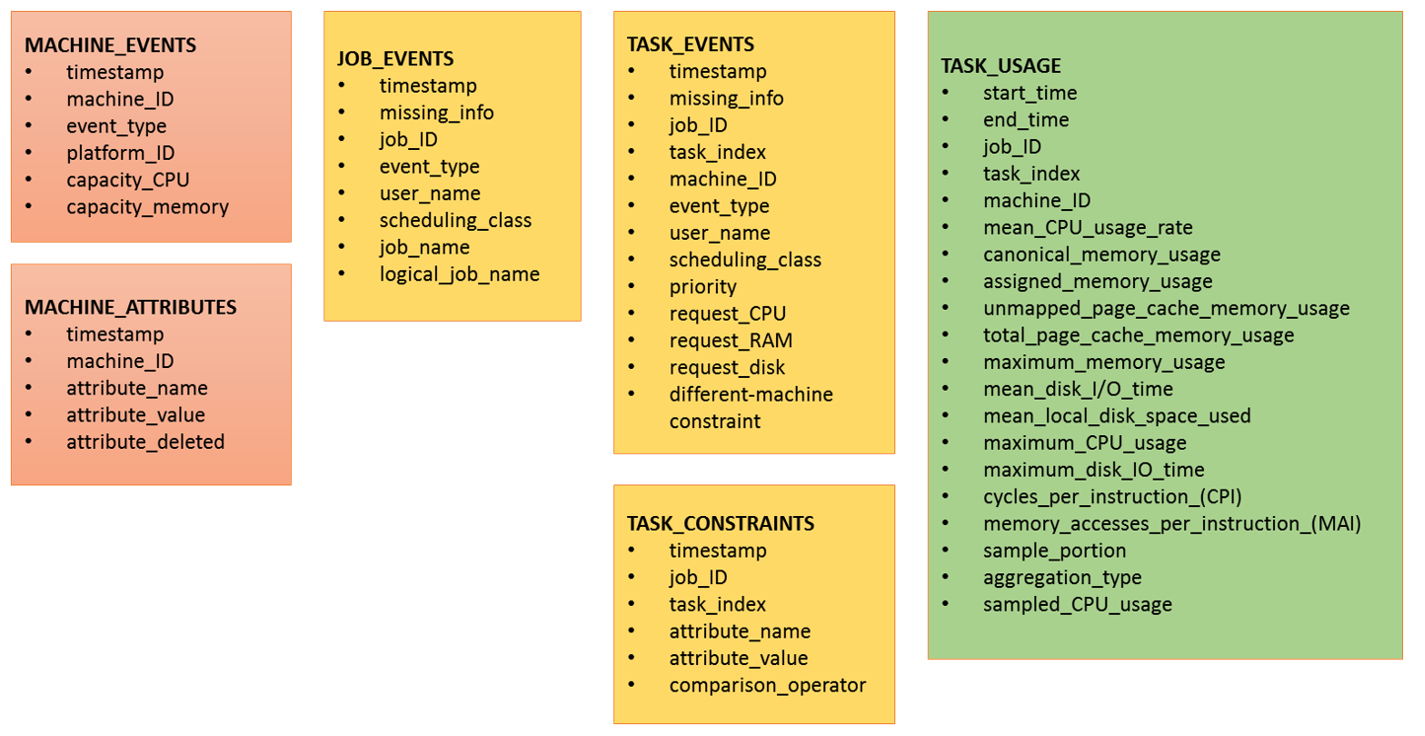 MACHINE_EVENTS
• timestamp
• machine_ID
• event_type
• platform_ID
• capacity_CPU
• capacity_memory
MACHINE_ATTRIBUTES
• timestamp
• machine_ID
• attribute_name
• attribute_value
• attribute_deleted
JOB_EVENTS
• timestamp
• missing_info
• job_ID
• event_type
• user_name
• scheduling_class
• job_name
• logical_job_name
TASK_EVENTS
• timestamp
• missing_info
• job_ID
• task_index
• machine_ID
• event_type
• user_name
• scheduling_class
• priority
• request_CPU
• request_RAM
• request_disk
• different-machine
constraint
TASK_CONSTRAINTS
• timestamp
• job_ID
• task_index
• attribute_name
• attribute_value
• comparison_operator
TASK_USAGE
• start_time
• end_time
• job_ID
• task_index
• machine_ID
• mean_CPU_usage_rate
• canonical_memory_usage
• assigned_memory_usage
• unmapped_page_cache_memory_usage
• total_page_cache_memory_usage
• maximum_memory_usage
• mean_disk_I/O_time
• mean_local_disk_space_used
• maximum_CPU_usage
• maximum_disk_IO_time
• cycles_per_instruction_(CPI)
• memory_accesses_per_instruction_(MAI)
• sample_portion
• aggregation_type
• sampled_CPU_usage